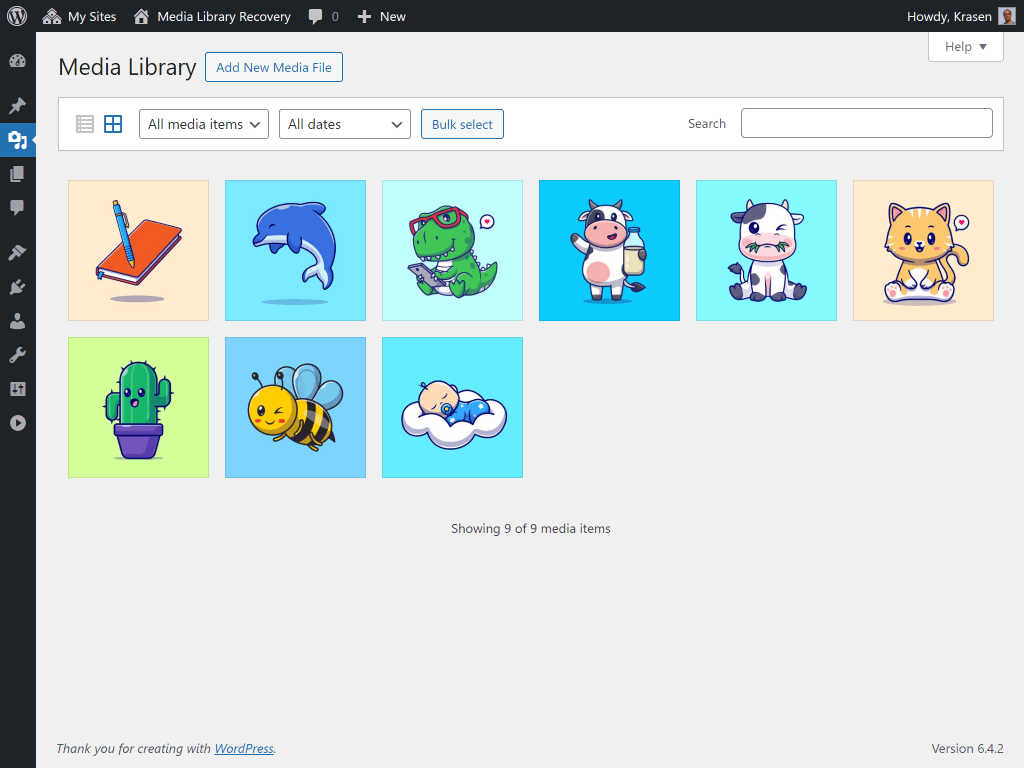 My Sites Media Library Recovery 0 New Howdy, Krasen
Help
Media Library Add New Media File
All media items All dates Bulk select Search
Showing 9 of 9 media items
Thank you for creating with WordPress. Version 6.4.2